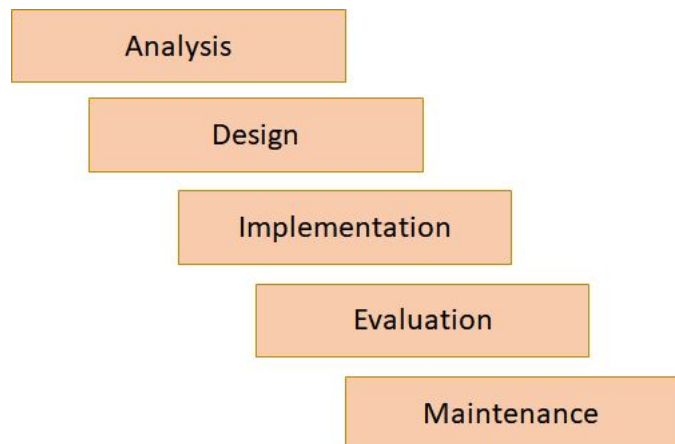 Analysis
Design
Implementation
Evaluation
Maintenance